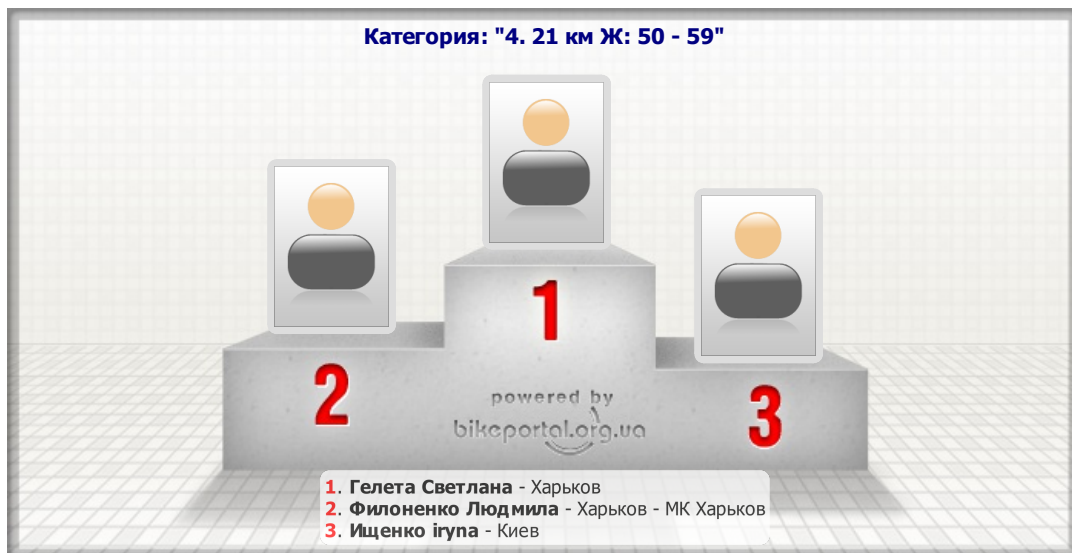 Категория: "4. 21 км Ж: 50 - 59"
1
2
3
powered by
bikeportal.org.ua
1. Гелета Светлана - Харьков
2. Филоненко Людмила - Харьков - МК Харьков
3. Ищенко iryna - Киев